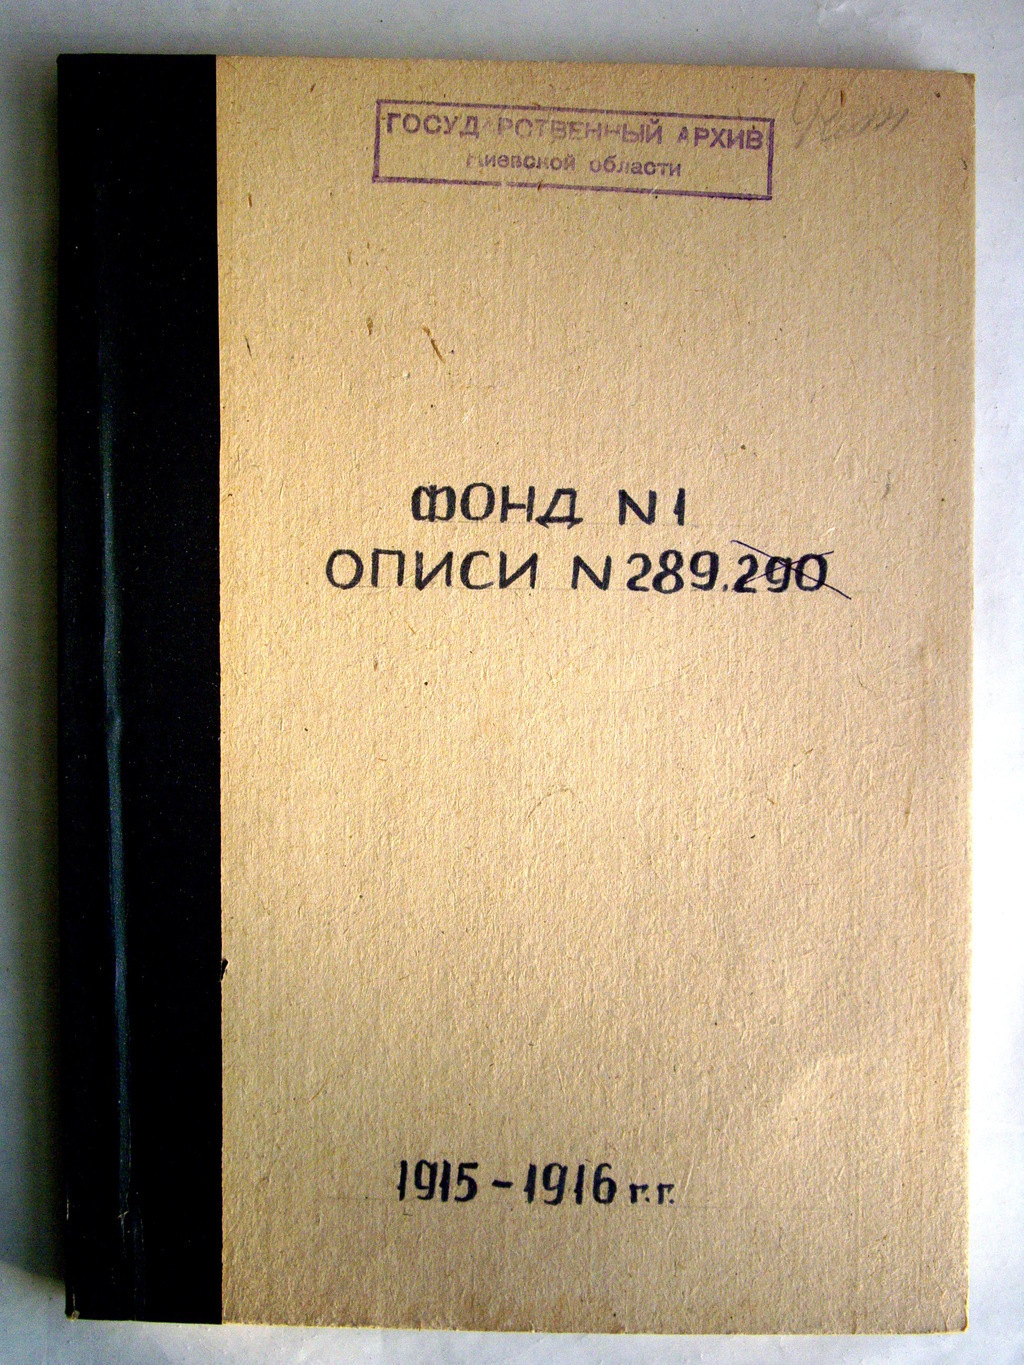 ГОСУДАРСТВЕННЫЙ АРХИВ
Киевской области
ФОНД N 1
ОПИСИ N 289.290
1915-1916 г.г.